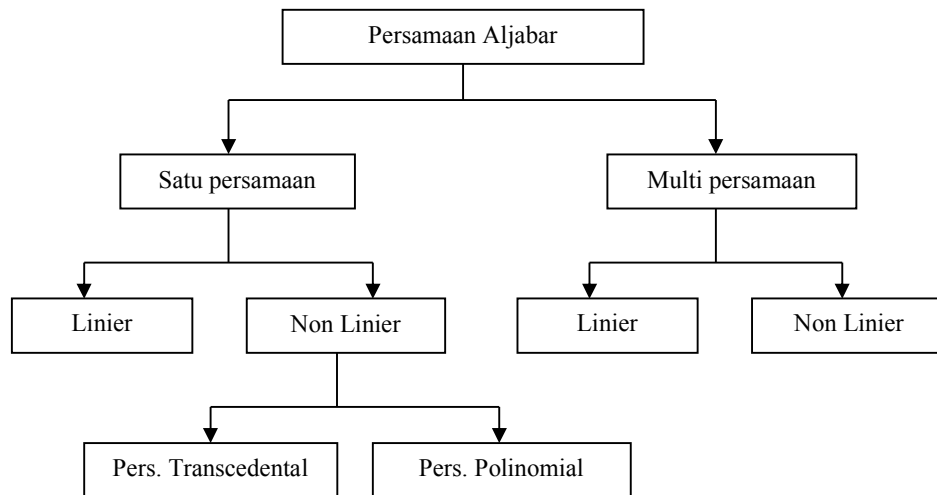 Persamaan Aljabar
Satu persamaan
Multi persamaan
Linier
Non Linier
Linier
Non Linier
Pers. Transcedental
Pers. Polinomial